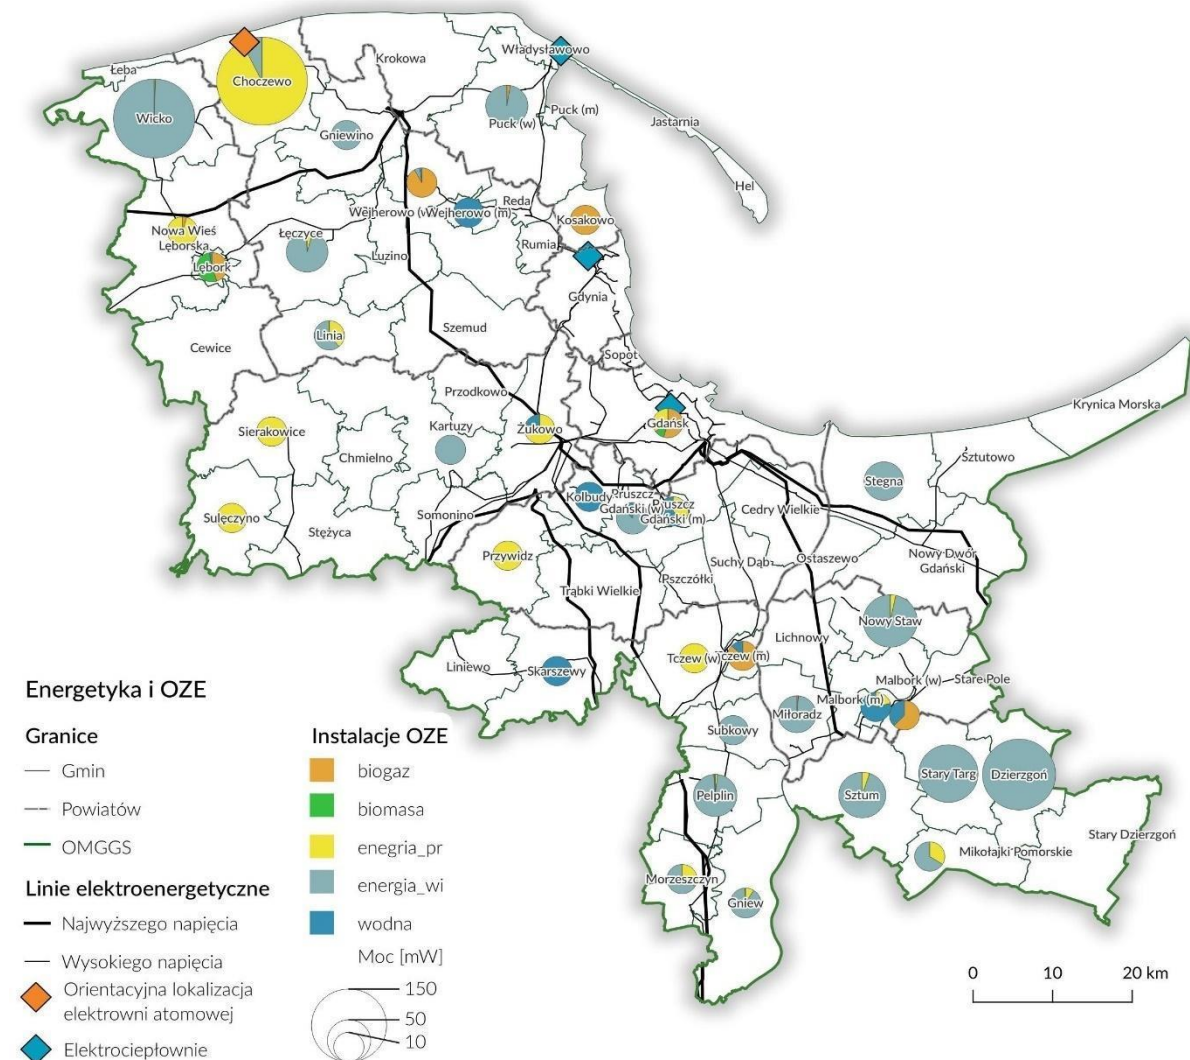 Władysławowo
Krokowa
Łeba
Choczewo
Wicko
Puck (m)
Puck (w)
Jastarnia
Gniewino
Hel
Reda
Wejherowo (m)
Kosakowo
Nowa Wieś
Lęborska
Łęczyce
Rumia
Luzino
Lębork
Gdynia
Szemud
Linia
Cewice
Sopot
Przodkowo
Krynica Morska
Gdańsk
Kartuzy
Żukowo
Sierakowice
Chmielno
Sztutowo
Stegna
Kolbudy
Pruszcz
Gdański (w)
Pruszcz
Gdański (m)
Cedry Wielkie
Sulęczyno
Somonino
Stężyca
Nowy Dwór
Gdański
Przywidz
Suchy Dąb
Ostaszewo
Pszczółki
Trąbki Wielkie
Nowy Staw
Lichnowy
Tczew (w)
Tczew (m)
Liniewo
Skarszewy
Malbork (w)
Stare Pole
Malbork (m)
Miłoradz
Subkowy
Stary Targ
Dzierzgoń
Pelplin
Sztum
Stary Dzierzgoń
Mikołajki Pomorskie
Morzeszczyn
Gniew
Energetyka i OZE
Granice
Gmin
Powiatów
OMGGS
Linie elektroenergetyczne
Najwyższego napięcia
Wysokiego napięcia
Orientacyjna lokalizacja
elektrowni atomowej
Elektrociepłownie
Instalacje OZE
biogaz
biomasa
enegria_pr
energia_wi
wodna
Moc [mW]
150
50
10
0 10 20 km